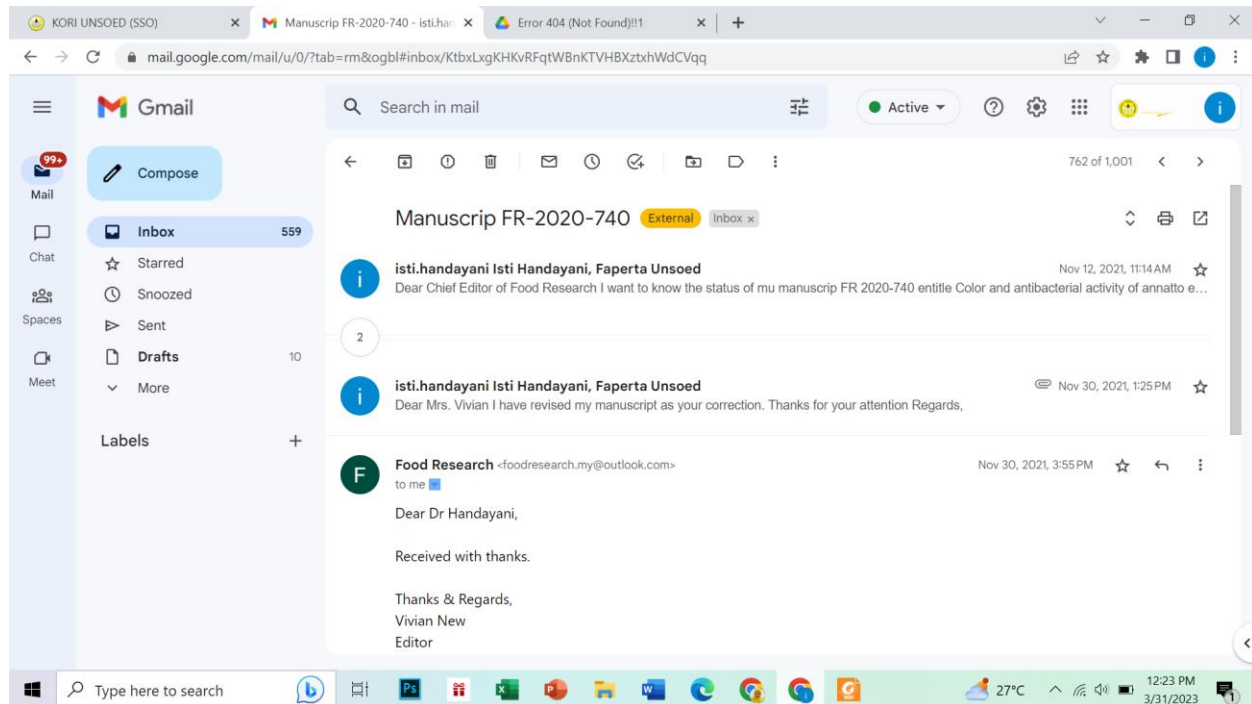 KORI UNSOED (SSO)
Manuscrip FR-2020-740 - isti.han
Error 404 (Not Found)!!1
mail.google.com/mail/u/0/?tab=rm&ogbl#inbox/KtbxLxgKHKvRFqtWBnKTVHBXztxhWdCVqq
Gmail
Search in mail
Active
99+
Mail
Compose
762 of 1,001
Inbox 559
Manuscrip FR-2020-740 External Inbox x
Chat
Starred
isti.handayani Isti Handayani, Faperta Unsoed Nov 12, 2021, 11:14 AM
Dear Chief Editor of Food Research I want to know the status of mu manuscrip FR 2020-740 entitle Color and antibacterial activity of annatto e...
Snoozed
Spaces
Sent
2
Drafts 10
Meet
More
isti.handayani Isti Handayani, Faperta Unsoed Nov 30, 2021, 1:25 PM
Dear Mrs. Vivian I have revised my manuscript as your correction. Thanks for your attention Regards,
Labels
Food Research <foodresearch.my@outlook.com> Nov 30, 2021, 3:55 PM
to me
Dear Dr Handayani,
Received with thanks.
Thanks & Regards,
Vivian New
Editor
Type here to search
27°C
12:23 PM
3/31/2023